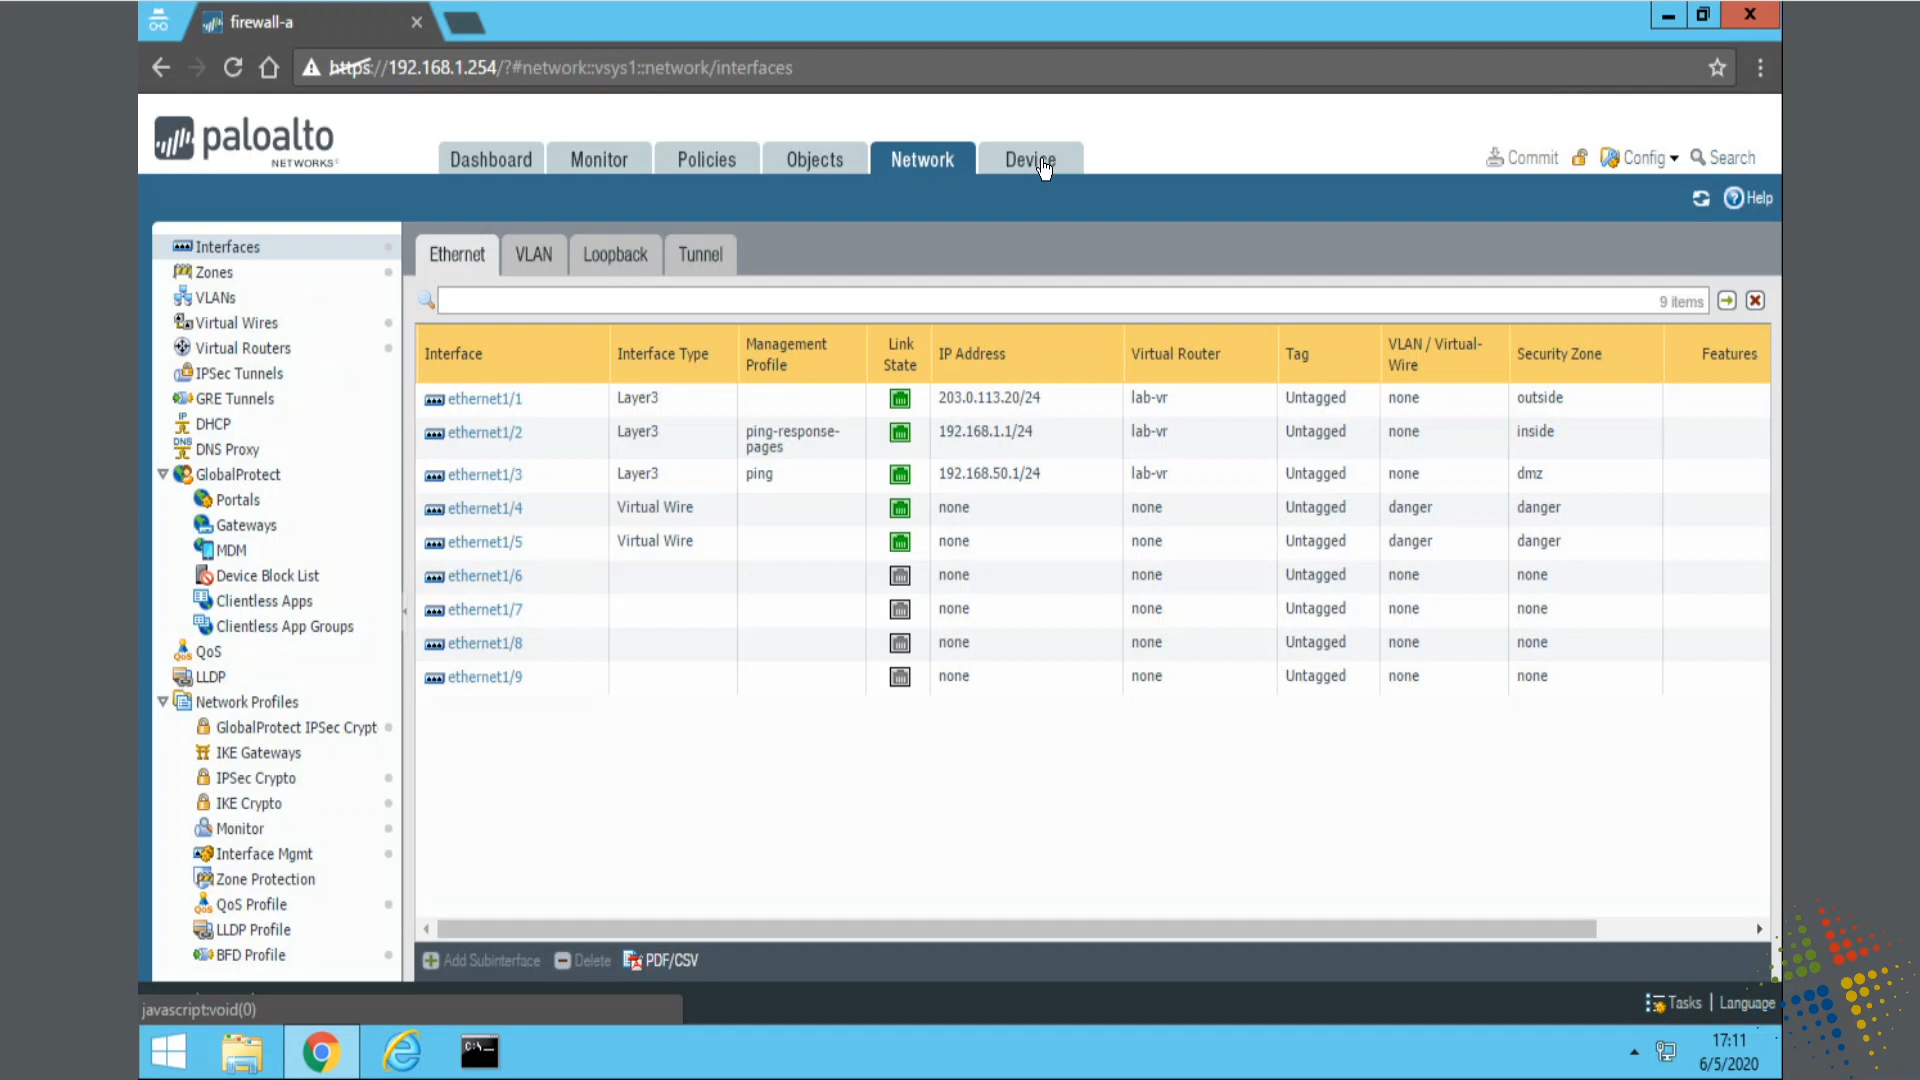 firewall-a
https://192.168.1.254/?#network::vsys1::network/interfaces
paloalto
NETWORKS
Dashboard
Monitor
Policies
Objects
Network
Device
Commit
Config
Search
Help
Interfaces
Zones
VLANs
Virtual Wires
Virtual Routers
IPSec Tunnels
GRE Tunnels
DHCP
DNS Proxy
GlobalProtect
Portals
Gateways
MDM
Device Block List
Clientless Apps
Clientless App Groups
QoS
LLDP
Network Profiles
GlobalProtect IPSec Crypt
IKE Gateways
IPSec Crypto
IKE Crypto
Monitor
Interface Mgmt
Zone Protection
QoS Profile
LLDP Profile
BFD Profile
Ethernet
VLAN
Loopback
Tunnel
9 items
Interface
Interface Type
Management
Profile
Link
State
IP Address
Virtual Router
Tag
VLAN / Virtual-
Wire
Security Zone
Features
ethernet1/1 Layer3 203.0.113.20/24 lab-vr Untagged none outside
ethernet1/2 Layer3 ping-response- 192.168.1.1/24 lab-vr Untagged none inside
pages
ethernet1/3 Layer3 ping 192.168.50.1/24 lab-vr Untagged none dmz
ethernet1/4 Virtual Wire none none Untagged danger danger
ethernet1/5 Virtual Wire none none Untagged danger danger
ethernet1/6 none none Untagged none none
ethernet1/7 none none Untagged none none
ethernet1/8 none none Untagged none none
ethernet1/9 none none Untagged none none
Add Subinterface
Delete
PDF/CSV
javascript:void(0)
Tasks | Language
17:11
6/5/2020